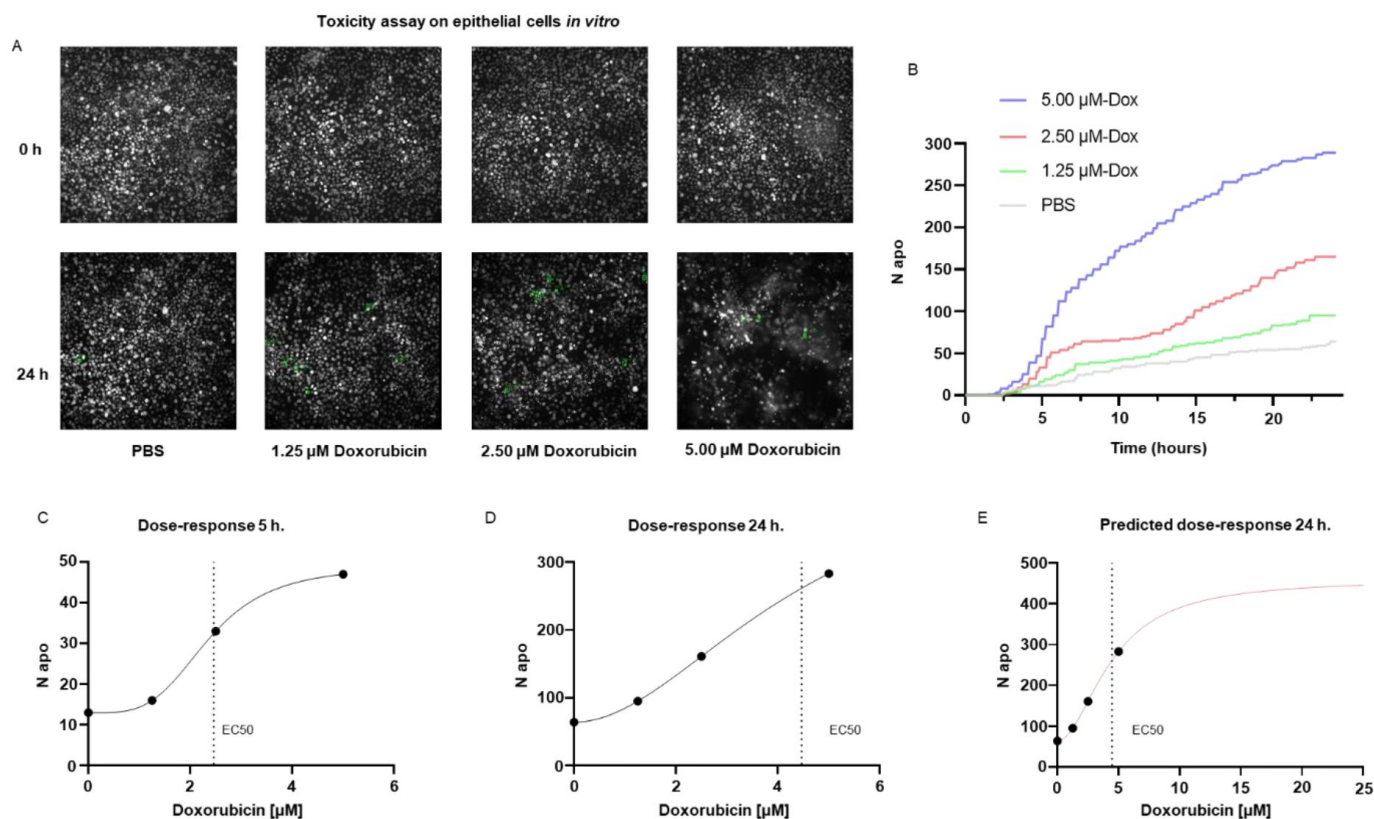 Toxicity assay on epithelial cells in vitro
A
0 h
24 h
PBS
1.25 µM Doxorubicin
2.50 µM Doxorubicin
5.00 µM Doxorubicin
B
5.00 µM-Dox
2.50 µM-Dox
1.25 µM-Dox
PBS
300
250
200
150
100
50
0
N apo
0
5
10
15
20
Time (hours)
C
Dose-response 5 h.
50
40
30
20
10
0
N apo
EC50
0
2
4
6
Doxorubicin [µM]
D
Dose-response 24 h.
300
200
100
0
N apo
EC50
0
2
4
6
Doxorubicin [µM]
E
Predicted dose-response 24 h.
500
400
300
200
100
0
N apo
EC50
0
5
10
15
20
25
Doxorubicin [µM]